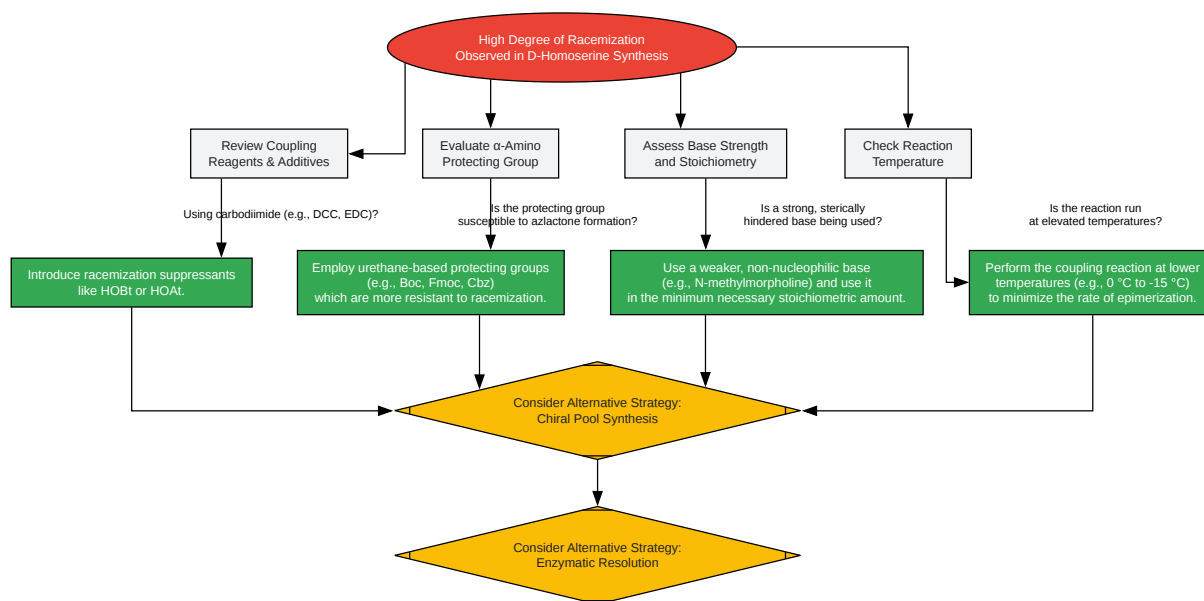 High Degree of Racemization
Observed in D-Homoserine Synthesis
Review Coupling
Reagents & Additives
Evaluate α-Amino
Protecting Group
Assess Base Strength
and Stoichiometry
Check Reaction
Temperature
Using carbodiimide (e.g., DCC, EDC)?
Is the protecting group
susceptible to azlactone formation?
Is a strong, sterically
hindered base being used?
Is the reaction run
at elevated temperatures?
Introduce racemization suppressants
like HOBt or HOAt.
Employ urethane-based protecting groups
(e.g., Boc, Fmoc, Cbz)
which are more resistant to racemization.
Use a weaker, non-nucleophilic base
(e.g., N-methylmorpholine) and use it
in the minimum necessary stoichiometric amount.
Perform the coupling reaction at lower
temperatures (e.g., 0 °C to -15 °C)
to minimize the rate of epimerization.
Consider Alternative Strategy:
Chiral Pool Synthesis
Consider Alternative Strategy:
Enzymatic Resolution